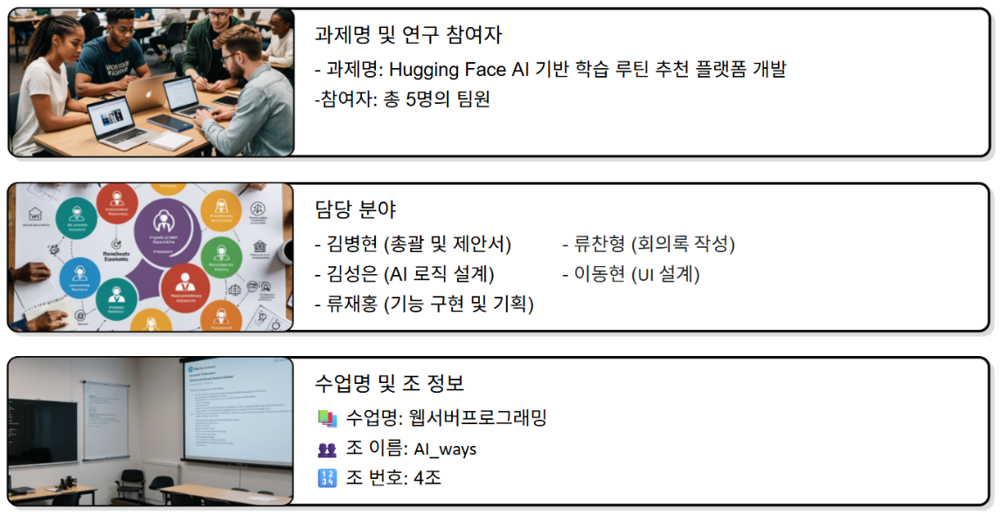 과제명 및 연구 참여자
- 과제명: Hugging Face AI 기반 학습 루틴 추천 플랫폼 개발
-참여자: 총 5명의 팀원
담당 분야
- 김병현 (총괄 및 제안서)
- 김성은 (AI 로직 설계)
- 류재홍 (기능 구현 및 기획)
- 류찬형 (회의록 작성)
- 이동현 (UI 설계)
수업명 및 조 정보
수업명: 웹서버프로그래밍
조 이름: AI_ways
조 번호: 4조